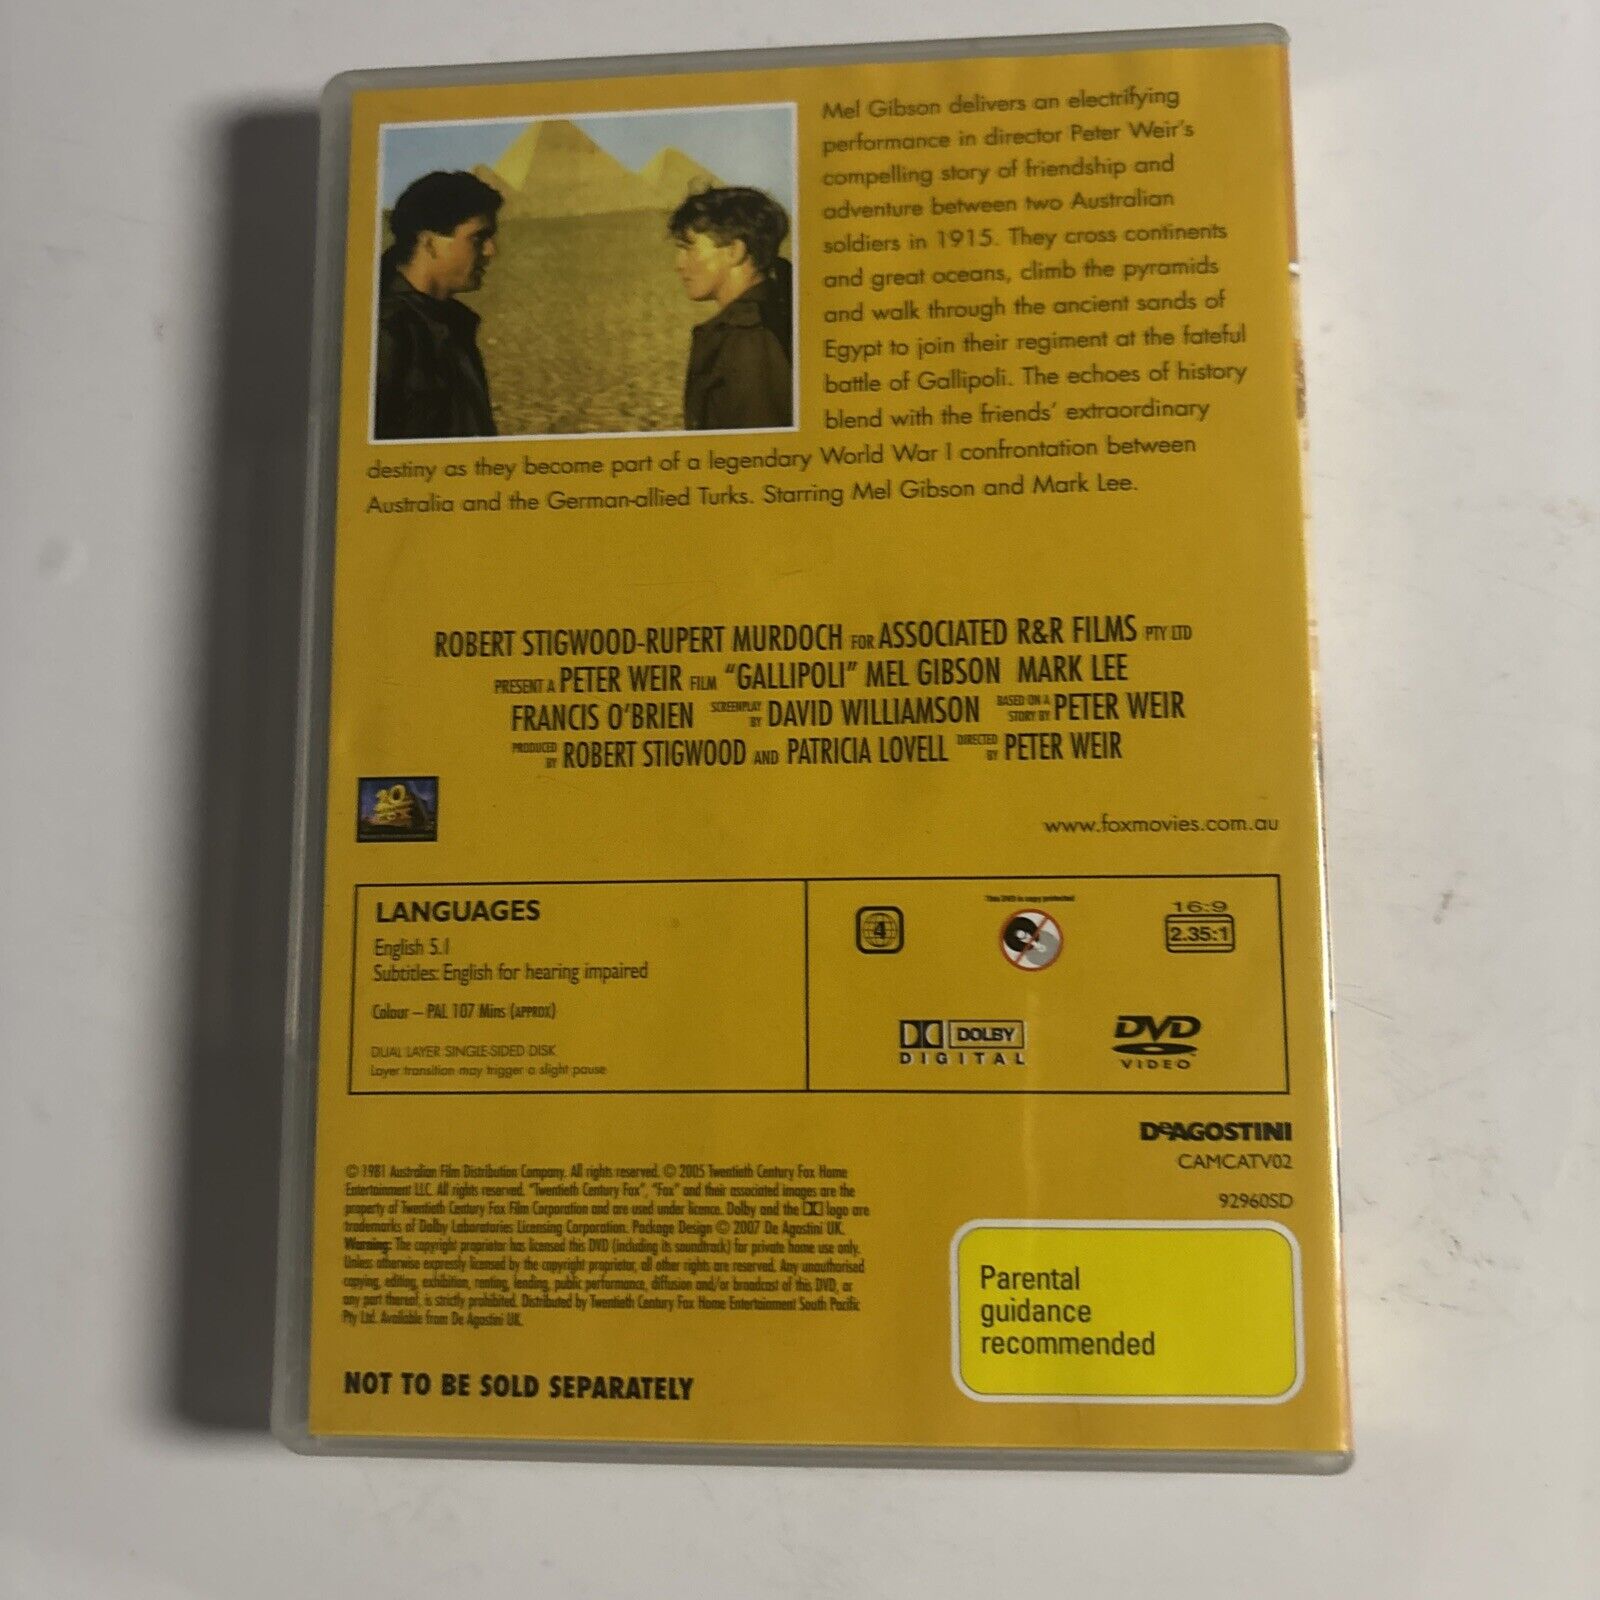 Mel Gibson delivers an electrifying
performance in director Peter Weir's
compelling story of friendship and
adventure between two Australian
soldiers in 1915. They cross continents
and great oceans, climb the pyramids
and walk through the ancient sands of
Egypt to join their regiment at the fateful
battle of Gallipoli. The echoes of history
blend with the friends' extraordinary
destiny as they become part of a legendary World War I confrontation between
Australia and the German-allied Turks. Starring Mel Gibson and Mark Lee.
ROBERT STIGWOOD-RUPERT MURDOCH FOR ASSOCIATED R&R FILMS PTY LTD
PRESENT A PETER WEIR FILM "GALLIPOLI" MEL GIBSON MARK LEE
FRANCIS O'BRIEN SCREENPLAY BY DAVID WILLIAMSON BASED ON A STORY BY PETER WEIR
PRODUCED BY ROBERT STIGWOOD AND PATRICIA LOVELL DIRECTED BY PETER WEIR
www.foxmovies.com.au
LANGUAGES
English 5.1
Subtitles: English for hearing impaired
Colour – PAL 107 Mins (APPROX)
DUAL LAYER SINGLE-SIDED DISK
Layer transition may trigger a slight pause
4
This DVD is copy protected
16:9
2.35:1
DOLBY
DIGITAL
DVD
VIDEO
DeAGOSTINI
CAMCATV02
92960SD
© 1981 Australian Film Distribution Company. All rights reserved. © 2005 Twentieth Century Fox Home
Entertainment LLC. All rights reserved. "Twentieth Century Fox", "Fox" and their associated images are the
property of Twentieth Century Fox Film Corporation and are used under licence. Dolby and the logo are
trademarks of Dolby Laboratories Licensing Corporation. Package Design © 2007 De Agostini UK.
Warning: The copyright proprietor has licensed this DVD (including its soundtrack) for private home use only.
Unless otherwise expressly licensed by the copyright proprietor, all other rights are reserved. Any unauthorised
copying, editing, exhibition, renting, lending, public performance, diffusion and/or broadcast of this DVD, or
any part thereof, is strictly prohibited. Distributed by Twentieth Century Fox Home Entertainment South Pacific
Pty Ltd. Available from De Agostini UK.
Parental
guidance
recommended
NOT TO BE SOLD SEPARATELY